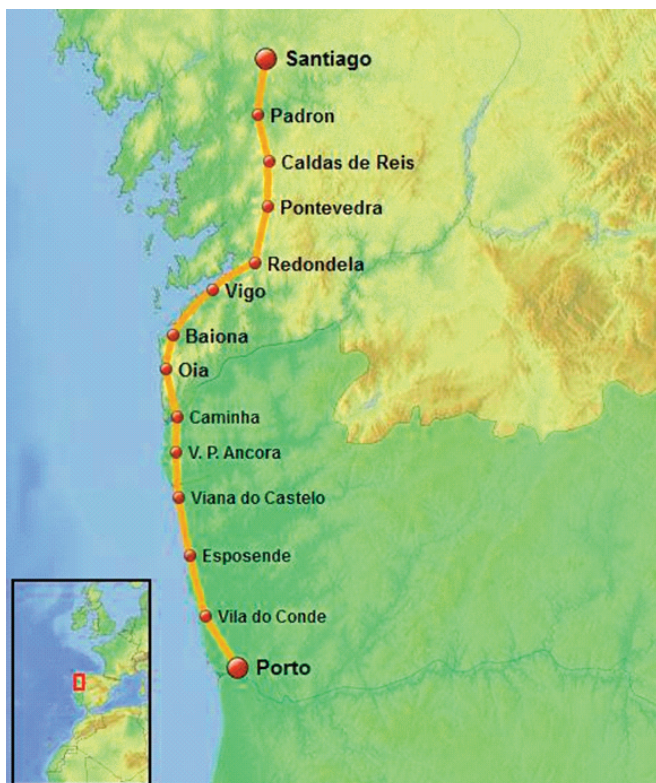 Santiago
Padron
Caldas de Reis
Pontevedra
Redondela
Vigo
Baiona
Oia
Caminha
V. P. Ancora
Viana do Castelo
Esposende
Vila do Conde
Porto